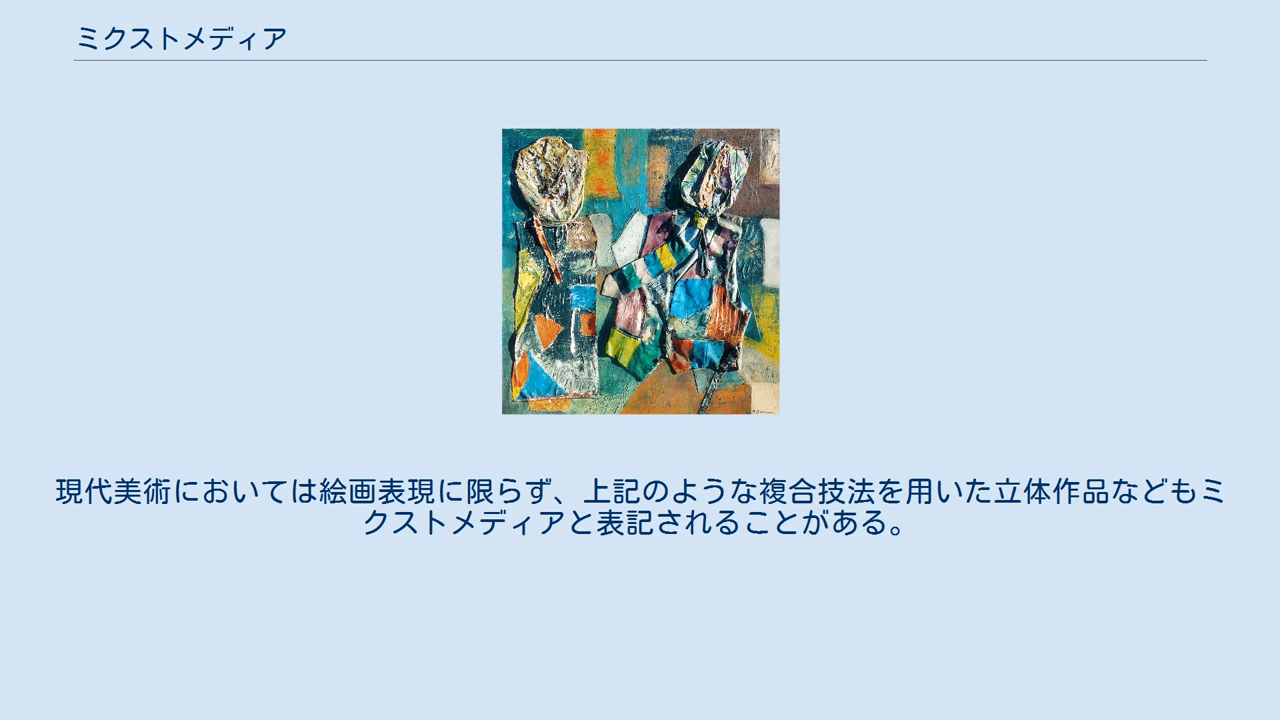 ミクストメディア
現代美術においては絵画表現に限らず、上記のような複合技法を用いた立体作品などもミ
クストメディアと表記されることがある。